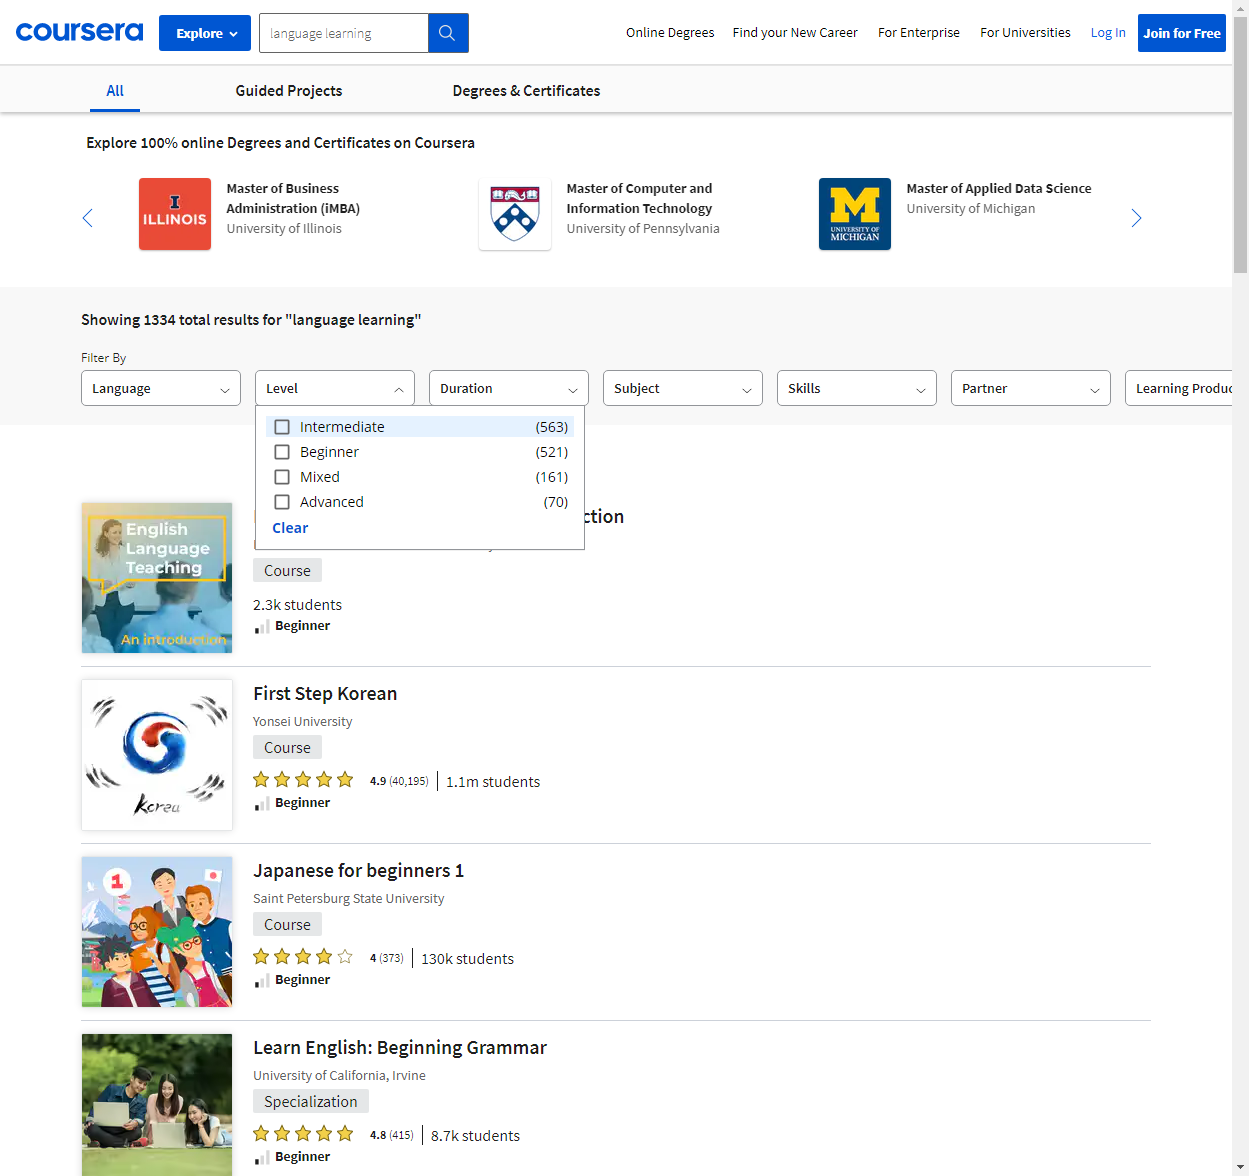 coursera
Explore
language learning
Online Degrees
Find your New Career
For Enterprise
For Universities
Log In
Join for Free
All
Guided Projects
Degrees & Certificates
Explore 100% online Degrees and Certificates on Coursera
I
ILLINOIS
Master of Business
Administration (iMBA)
University of Illinois
Master of Computer and
Information Technology
University of Pennsylvania
M
UNIVERSITY OF
MICHIGAN
Master of Applied Data Science
University of Michigan
Showing 1334 total results for "language learning"
Filter By
Language
Level
Duration
Subject
Skills
Partner
Learning Produc
Intermediate (563)
Beginner (521)
Mixed (161)
Advanced (70)
Clear
English
Language
Teaching
An introduction
ction
Course
2.3k students
Beginner
Korea
First Step Korean
Yonsei University
Course
4.9 (40,195) 1.1m students
Beginner
1
Japanese for beginners 1
Saint Petersburg State University
Course
4 (373) 130k students
Beginner
Learn English: Beginning Grammar
University of California, Irvine
Specialization
4.8 (415) 8.7k students
Beginner